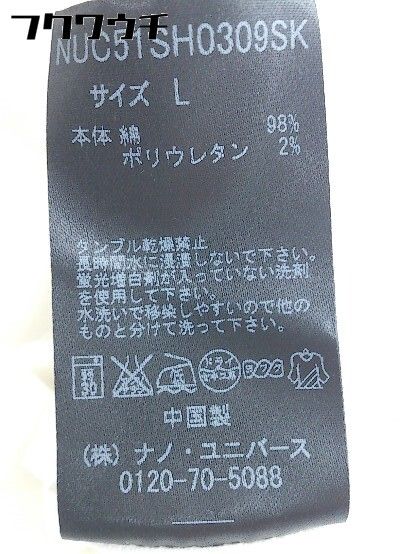 フクワウチ
NUC51SH0309SK
サイズ L
本体 綿 98%
ポリウレタン 2%
タンブル乾燥禁止
長時間水に浸漬しないで下さい。
蛍光増白剤が入っていない洗剤
を使用して下さい。
水洗いで移染しやすいので他の
ものと分けて洗って下さい。
中国製
(株) ナノ・ユニバース
0120-70-5088